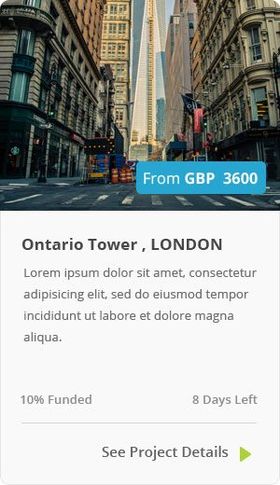 From GBP 3600
Ontario Tower , LONDON
Lorem ipsum dolor sit amet, consectetur
adipisicing elit, sed do eiusmod tempor
incididunt ut labore et dolore magna
aliqua.
10% Funded
8 Days Left
See Project Details